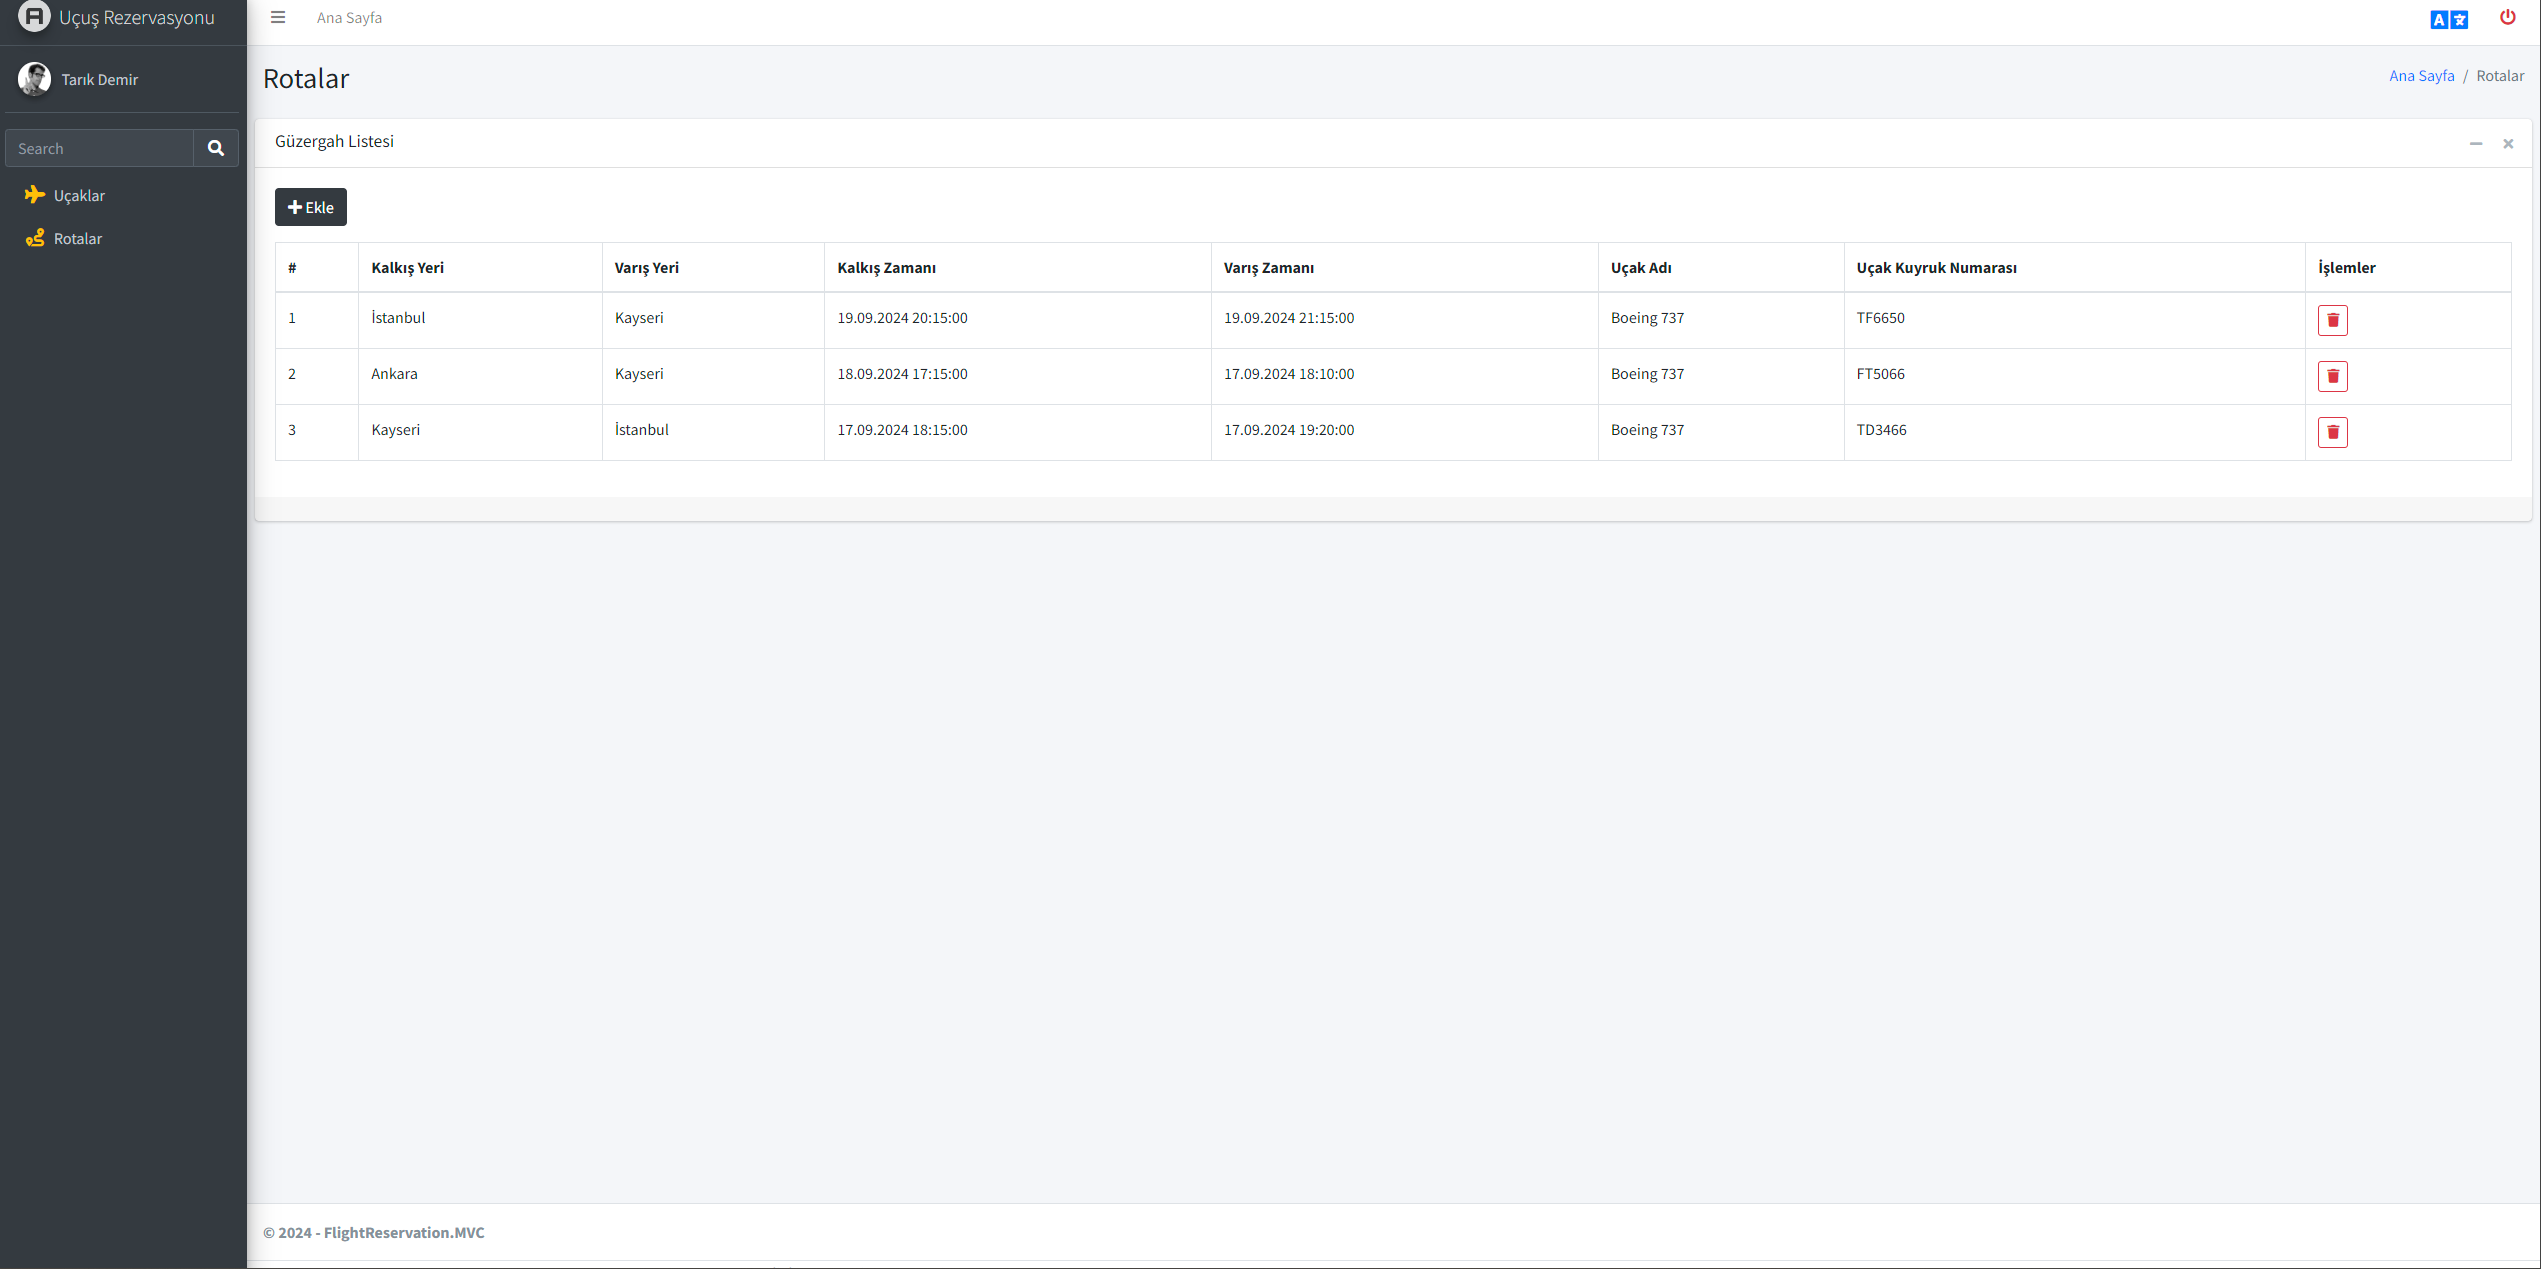 Uçuş Rezervasyonu
Ana Sayfa
A
Tarık Demir
Search
Uçaklar
Rotalar
Rotalar
Ana Sayfa / Rotalar
Güzergah Listesi
Ekle
# Kalkış Yeri Varış Yeri Kalkış Zamanı Varış Zamanı Uçak Adı Uçak Kuyruk Numarası İşlemler
1 İstanbul Kayseri 19.09.2024 20:15:00 19.09.2024 21:15:00 Boeing 737 TF6650
2 Ankara Kayseri 18.09.2024 17:15:00 17.09.2024 18:10:00 Boeing 737 FT5066
3 Kayseri İstanbul 17.09.2024 18:15:00 17.09.2024 19:20:00 Boeing 737 TD3466
© 2024 - FlightReservation.MVC